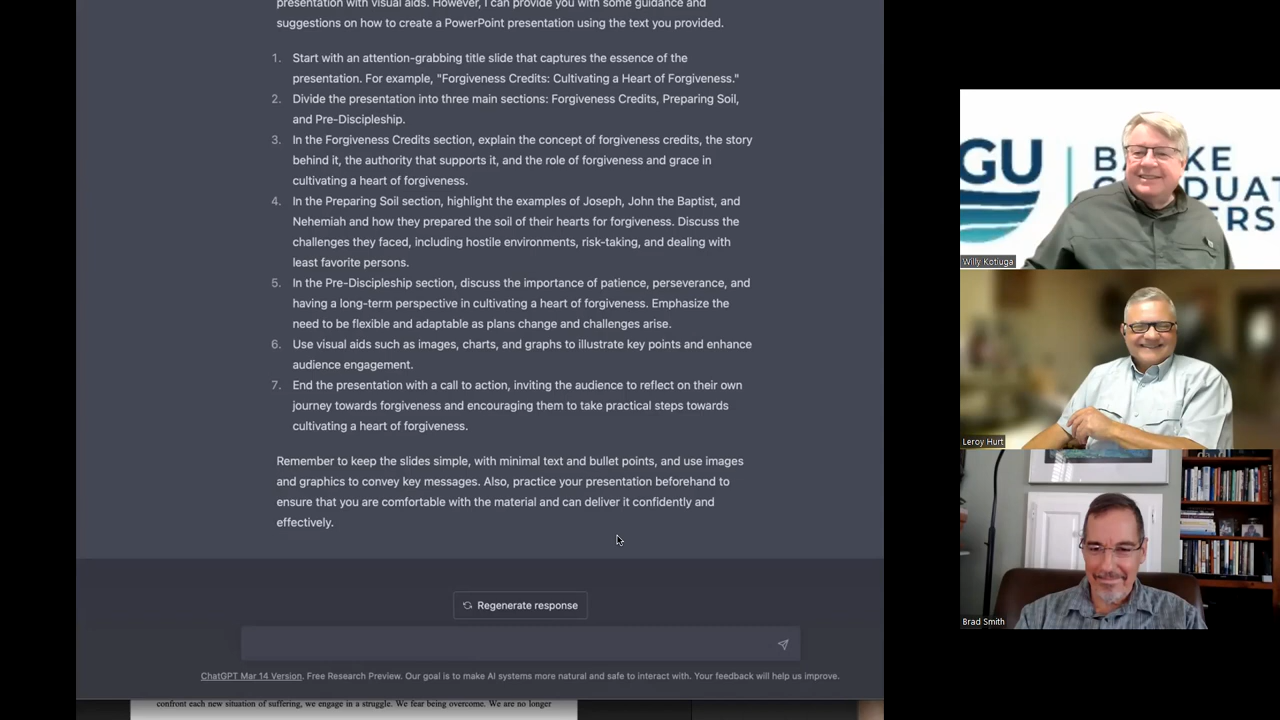 presentation with visual aids. However, I can provide you with some guidance and
suggestions on how to create a PowerPoint presentation using the text you provided.
1. Start with an attention-grabbing title slide that captures the essence of the
presentation. For example, "Forgiveness Credits: Cultivating a Heart of Forgiveness."
2. Divide the presentation into three main sections: Forgiveness Credits, Preparing Soil,
and Pre-Discipleship.
3. In the Forgiveness Credits section, explain the concept of forgiveness credits, the story
behind it, the authority that supports it, and the role of forgiveness and grace in
cultivating a heart of forgiveness.
4. In the Preparing Soil section, highlight the examples of Joseph, John the Baptist, and
Nehemiah and how they prepared the soil of their hearts for forgiveness. Discuss the
challenges they faced, including hostile environments, risk-taking, and dealing with
least favorite persons.
5. In the Pre-Discipleship section, discuss the importance of patience, perseverance, and
having a long-term perspective in cultivating a heart of forgiveness. Emphasize the
need to be flexible and adaptable as plans change and challenges arise.
6. Use visual aids such as images, charts, and graphs to illustrate key points and enhance
audience engagement.
7. End the presentation with a call to action, inviting the audience to reflect on their own
journey towards forgiveness and encouraging them to take practical steps towards
cultivating a heart of forgiveness.
Remember to keep the slides simple, with minimal text and bullet points, and use images
and graphics to convey key messages. Also, practice your presentation beforehand to
ensure that you are comfortable with the material and can deliver it confidently and
effectively.
Regenerate response
ChatGPT Mar 14 Version. Free Research Preview. Our goal is to make AI systems more natural and safe to interact with. Your feedback will help us improve.
confront each new situation of suffering, we engage in a struggle. We fear being overcome. We are no longer
GU
BA KE
GRADUAT
ERS
Willy Kotiuga
Leroy Hurt
Brad Smith